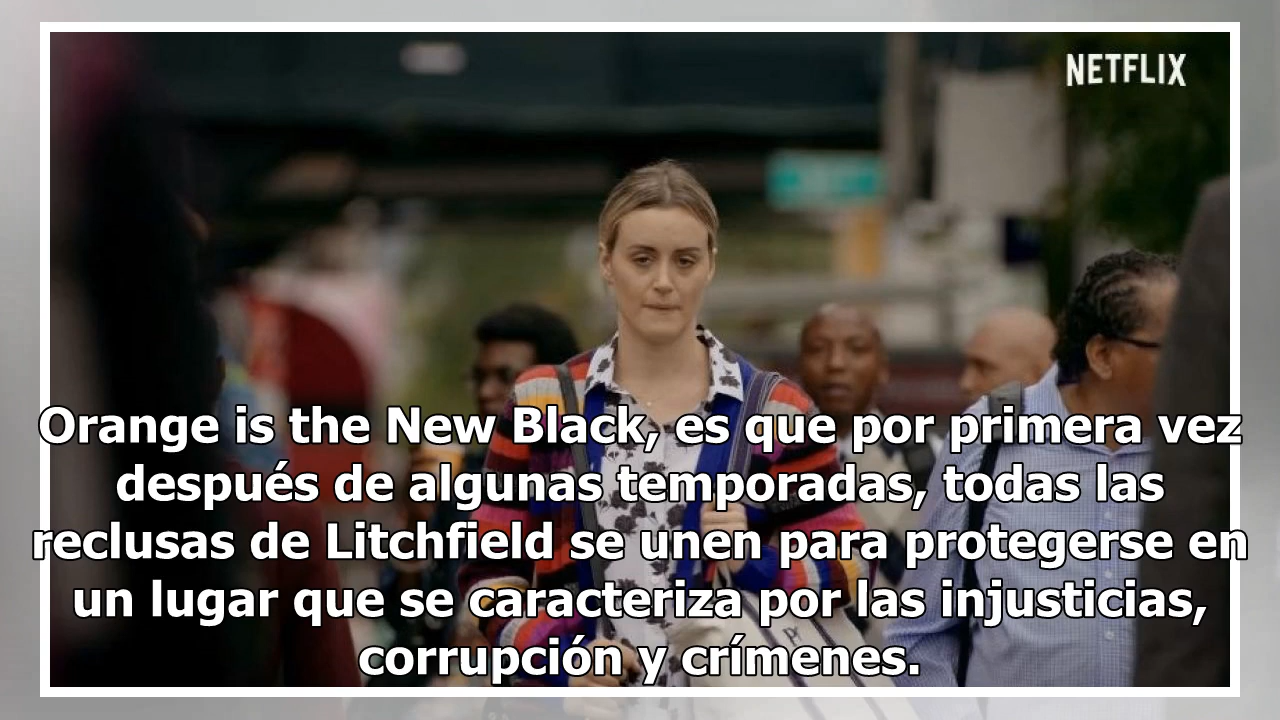 NETFLIX
Orange is the New Black, es que por primera vez
después de algunas temporadas, todas las
reclusas de Litchfield se unen para protegerse en
un lugar que se caracteriza por las injusticias,
corrupción y crímenes.